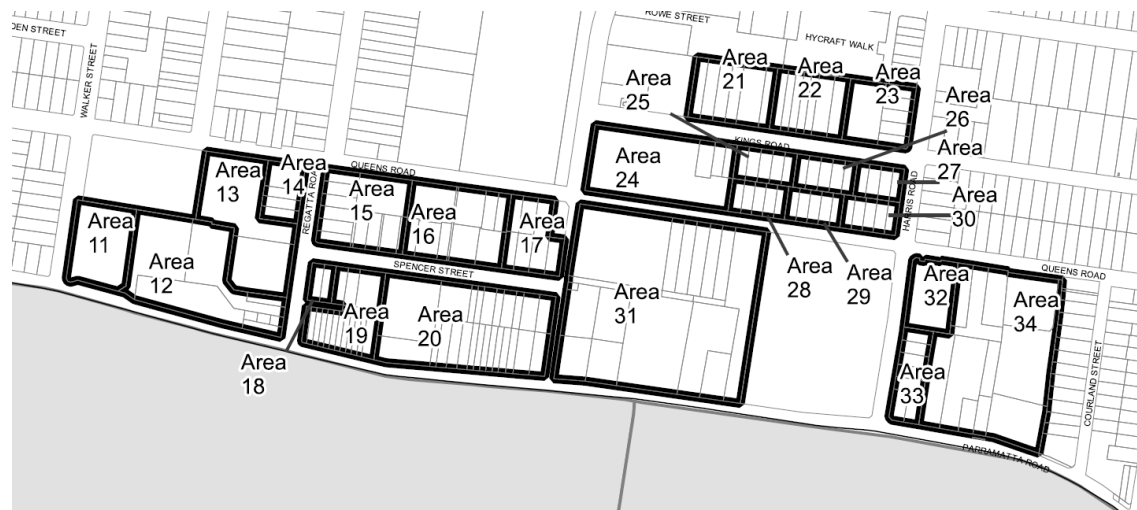 ROWE STREET
DEN STREET
HYCRAFT WALK
WALKER STREET
Area
21
Area
22
Area
23
Area
25
Area
26
KINGS ROAD
Area
27
Area
13
Area
14
QUEENS ROAD
Area
24
Area
30
HARRIS ROAD
REGATTA ROAD
Area
15
Area
16
Area
17
Area
11
Area
12
SPENCER STREET
Area
28
Area
29
QUEENS ROAD
Area
31
Area
32
Area
34
Area
19
Area
20
Area
18
Area
33
COURLAND STREET
PARRAMATTA ROAD